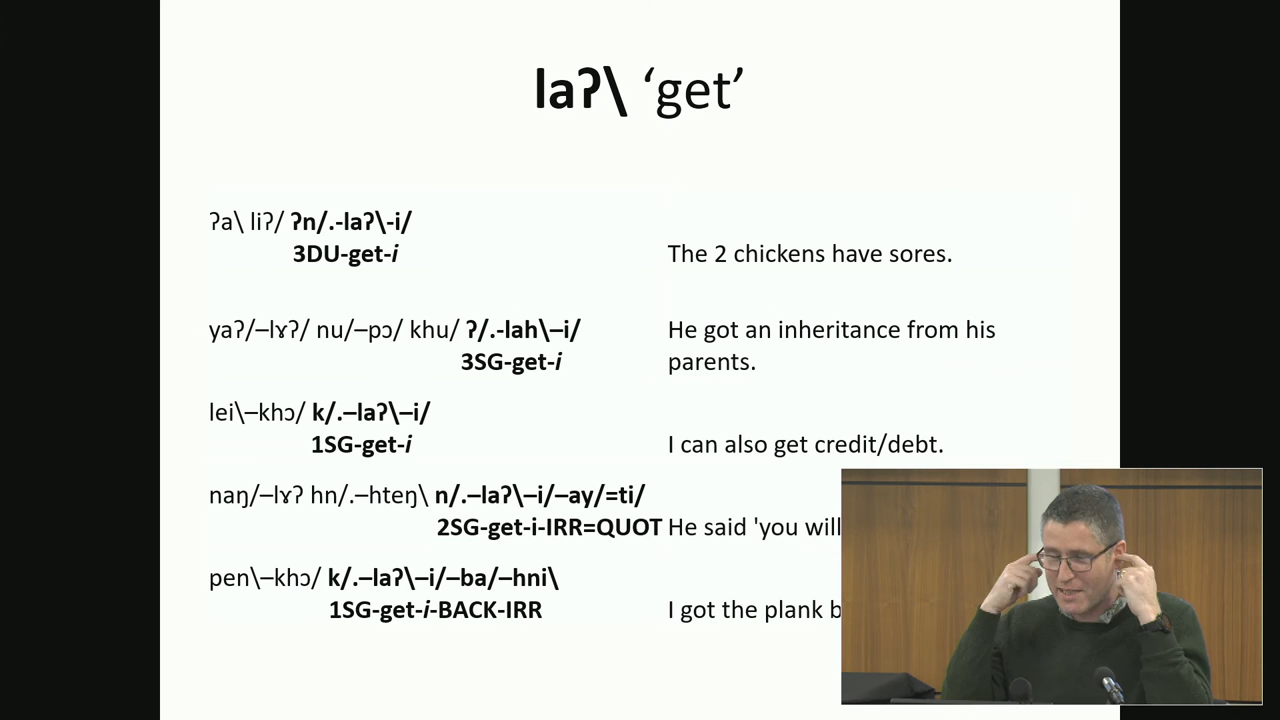 laʔ\ ‘get’
ʔa\ liʔ/ ʔn/.-laʔ\-i/
3DU-get-i The 2 chickens have sores.
yaʔ/–lɤʔ/ nu/–pɔ/ khu/ ʔ/.-lah\–i/ He got an inheritance from his
3SG-get-i parents.
lei\–khɔ/ k/.–laʔ\–i/
1SG-get-i I can also get credit/debt.
naŋ/–lɤʔ hn/.–hteŋ\ n/.–laʔ\–i/–ay/=ti/
2SG-get-i-IRR=QUOT He said 'you will
pen\–khɔ/ k/.–laʔ\–i/–ba/–hni\
1SG-get-i-BACK-IRR I got the plank